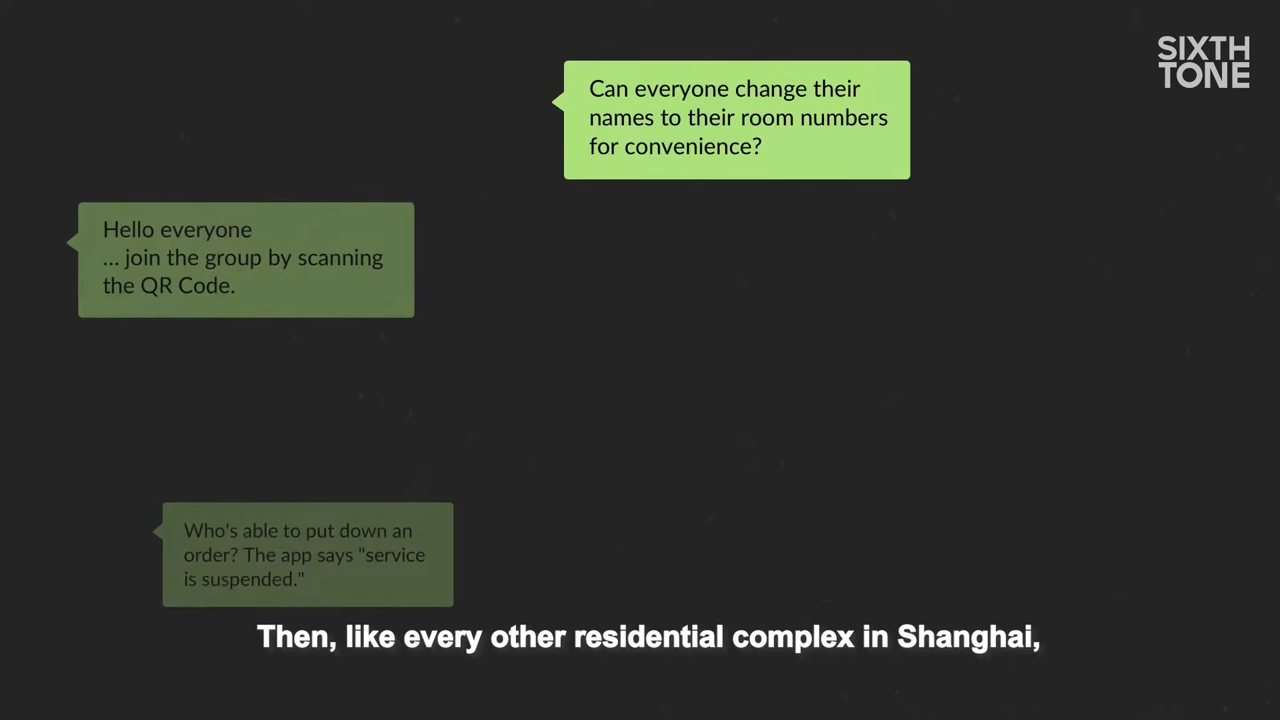 SIXTH
TONE
Can everyone change their
names to their room numbers
for convenience?
Hello everyone
... join the group by scanning
the QR Code.
Who's able to put down an
order? The app says "service
is suspended."
Then, like every other residential complex in Shanghai,